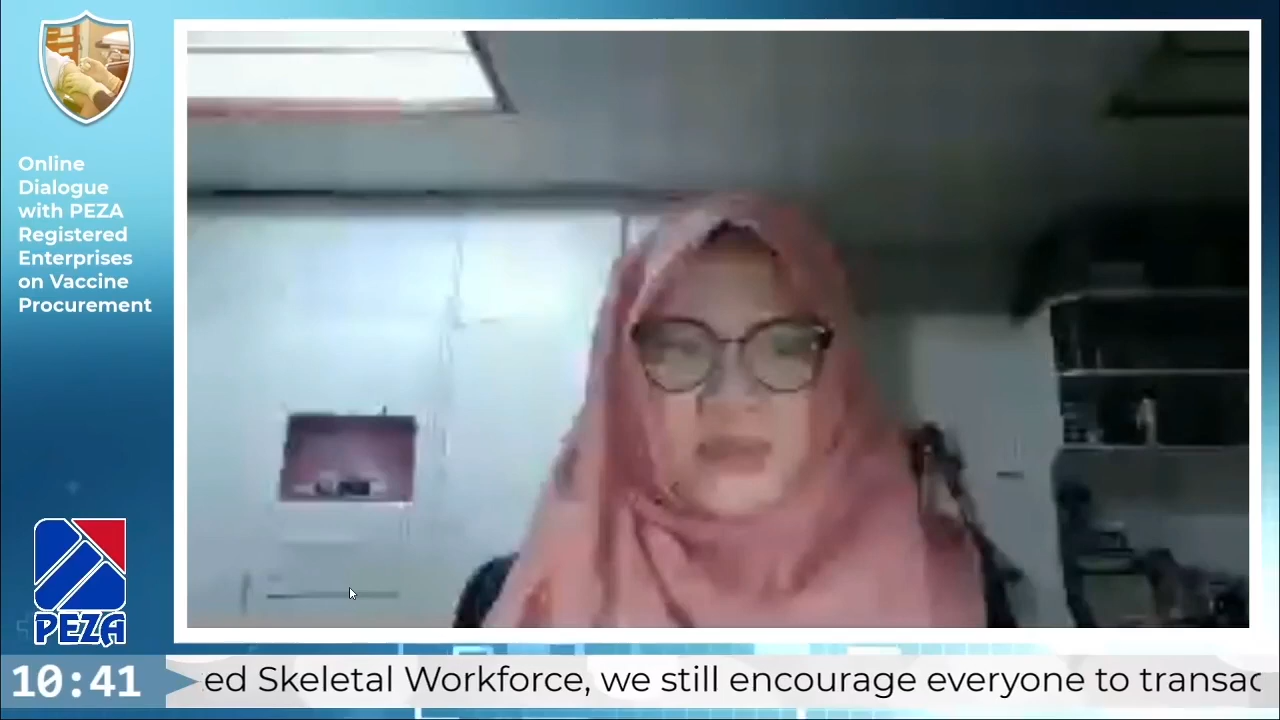 Online
Dialogue
with PEZA
Registered
Enterprises
on Vaccine
Procurement
PEZA
10:41
ed Skeletal Workforce, we still encourage everyone to transac